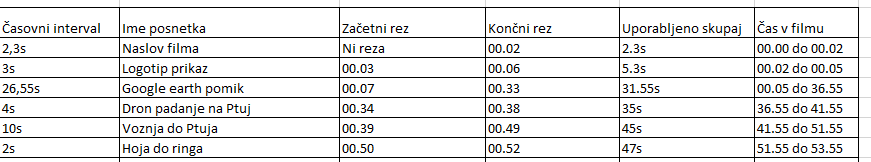 Časovni interval Ime posnetka Začetni rez Končni rez Uporabljeno skupaj Čas v filmu
2,3s Naslov filma Ni reza 00.02 2.3s 00.00 do 00.02
3s Logotip prikaz 00.03 00.06 5.3s 00.02 do 00.05
26,55s Google earth pomik 00.07 00.33 31.55s 00.05 do 36.55
4s Dron padanje na Ptuj 00.34 00.38 35s 36.55 do 41.55
10s Voznja do Ptuja 00.39 00.49 45s 41.55 do 51.55
2s Hoja do ringa 00.50 00.52 47s 51.55 do 53.55